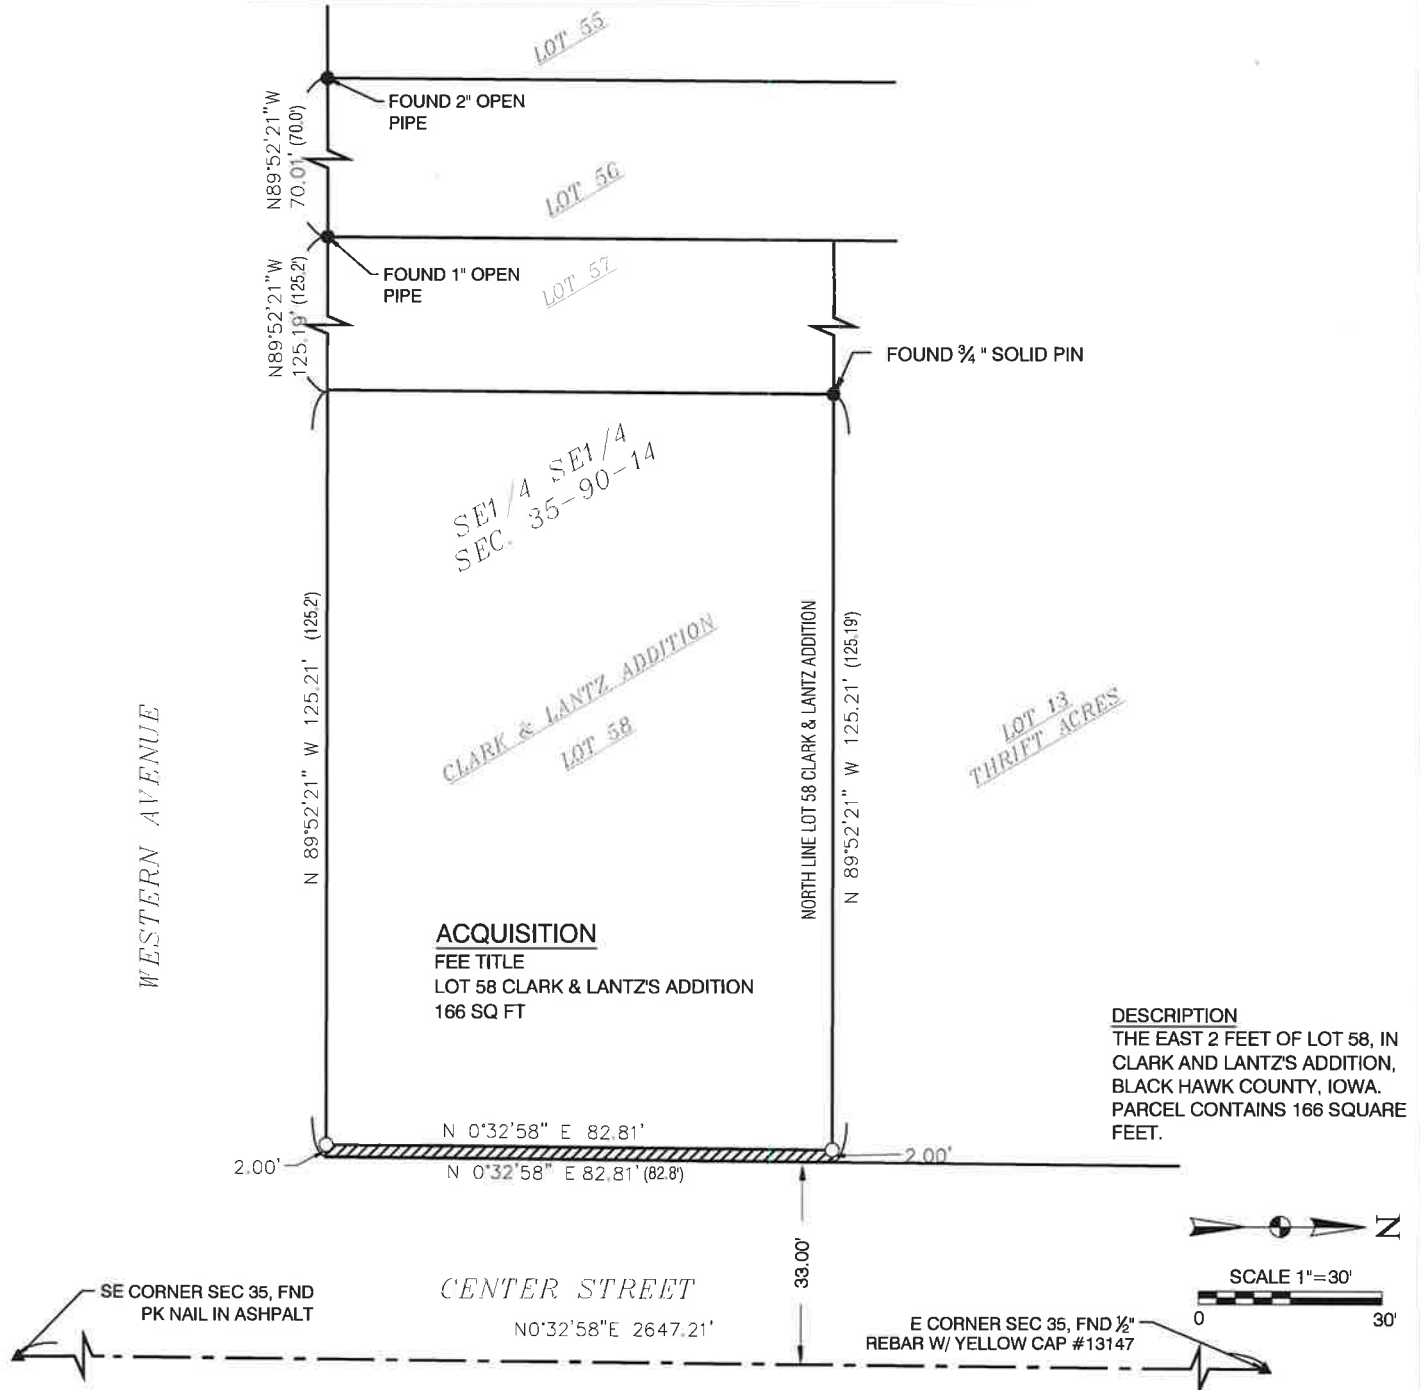 LOT 55
FOUND 2" OPEN
PIPE
N89°52'21"W
70.01' (70.0')
LOT 56
FOUND 1" OPEN
PIPE
N89°52'21"W
125.19' (125.2')
LOT 57
FOUND ¾ " SOLID PIN
SE1/4 SE1/4
SEC. 35-90-14
N 89°52'21" W 125.21' (125.2')
CLARK & LANTZ ADDITION
LOT 58
NORTH LINE LOT 58 CLARK & LANTZ ADDITION
N 89°52'21" W 125.21' (125.19')
LOT 13
THRIFT ACRES
WESTERN AVENUE
ACQUISITION
FEE TITLE
LOT 58 CLARK & LANTZ'S ADDITION
166 SQ FT
DESCRIPTION
THE EAST 2 FEET OF LOT 58, IN
CLARK AND LANTZ'S ADDITION,
BLACK HAWK COUNTY, IOWA.
PARCEL CONTAINS 166 SQUARE
FEET.
N 0°32'58" E 82.81'
2.00'
2.00'
N 0°32'58" E 82.81' (82.8')
33.00'
N
SCALE 1"=30'
0 30'
SE CORNER SEC 35, FND
PK NAIL IN ASHPALT
CENTER STREET
N0°32'58"E 2647.21'
E CORNER SEC 35, FND ½"
REBAR W/ YELLOW CAP #13147